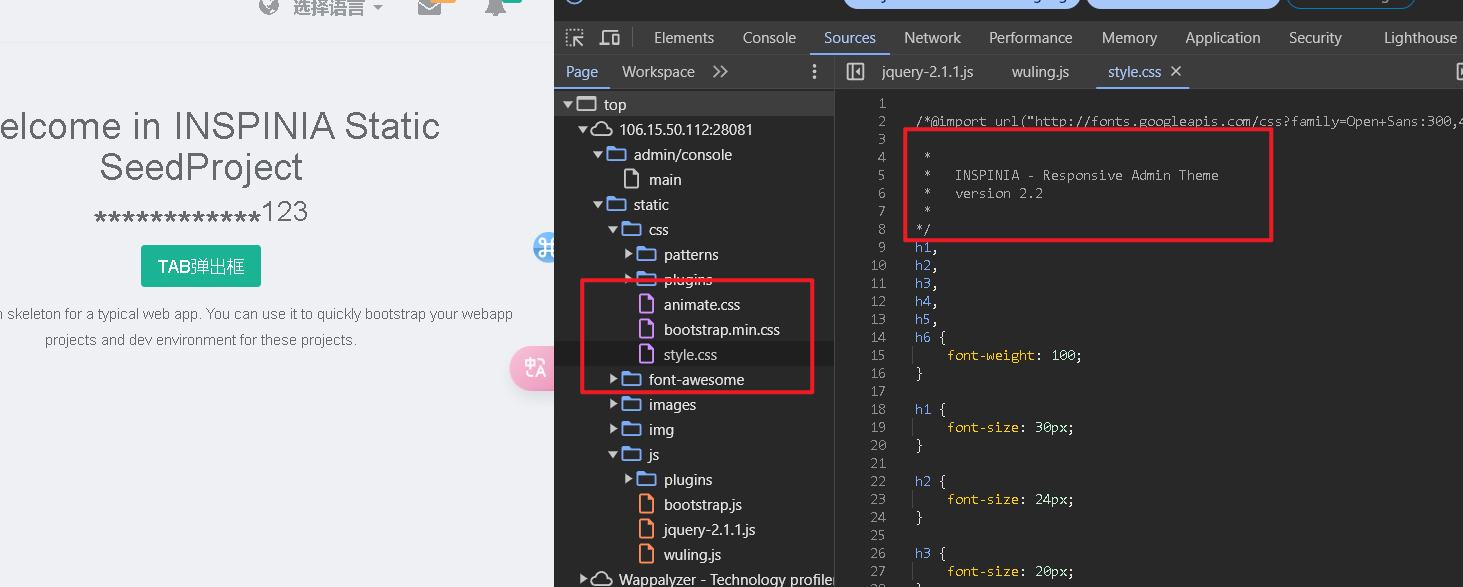 选择语言
elcome in INSPINIA Static
SeedProject
************123
TAB弹出框
skeleton for a typical web app. You can use it to quickly bootstrap your webapp
projects and dev environment for these projects.
中A
Elements Console Sources Network Performance Memory Application Security Lighthouse
Page Workspace
top
106.15.50.112:28081
admin/console
main
static
css
patterns
plugins
animate.css
bootstrap.min.css
style.css
font-awesome
images
img
js
plugins
bootstrap.js
jquery-2.1.1.js
wuling.js
Wappalyzer - Technology profiler
jquery-2.1.1.js wuling.js style.css
1
2 /*@import url("http://fonts.googleapis.com/css?family=Open+Sans:300,4
3
4 *
5 * INSPINIA - Responsive Admin Theme
6 * version 2.2
7 *
8 */
9 h1,
10 h2,
11 h3,
12 h4,
13 h5,
14 h6 {
15 font-weight: 100;
16 }
17
18 h1 {
19 font-size: 30px;
20 }
21
22 h2 {
23 font-size: 24px;
24 }
25
26 h3 {
27 font-size: 20px;